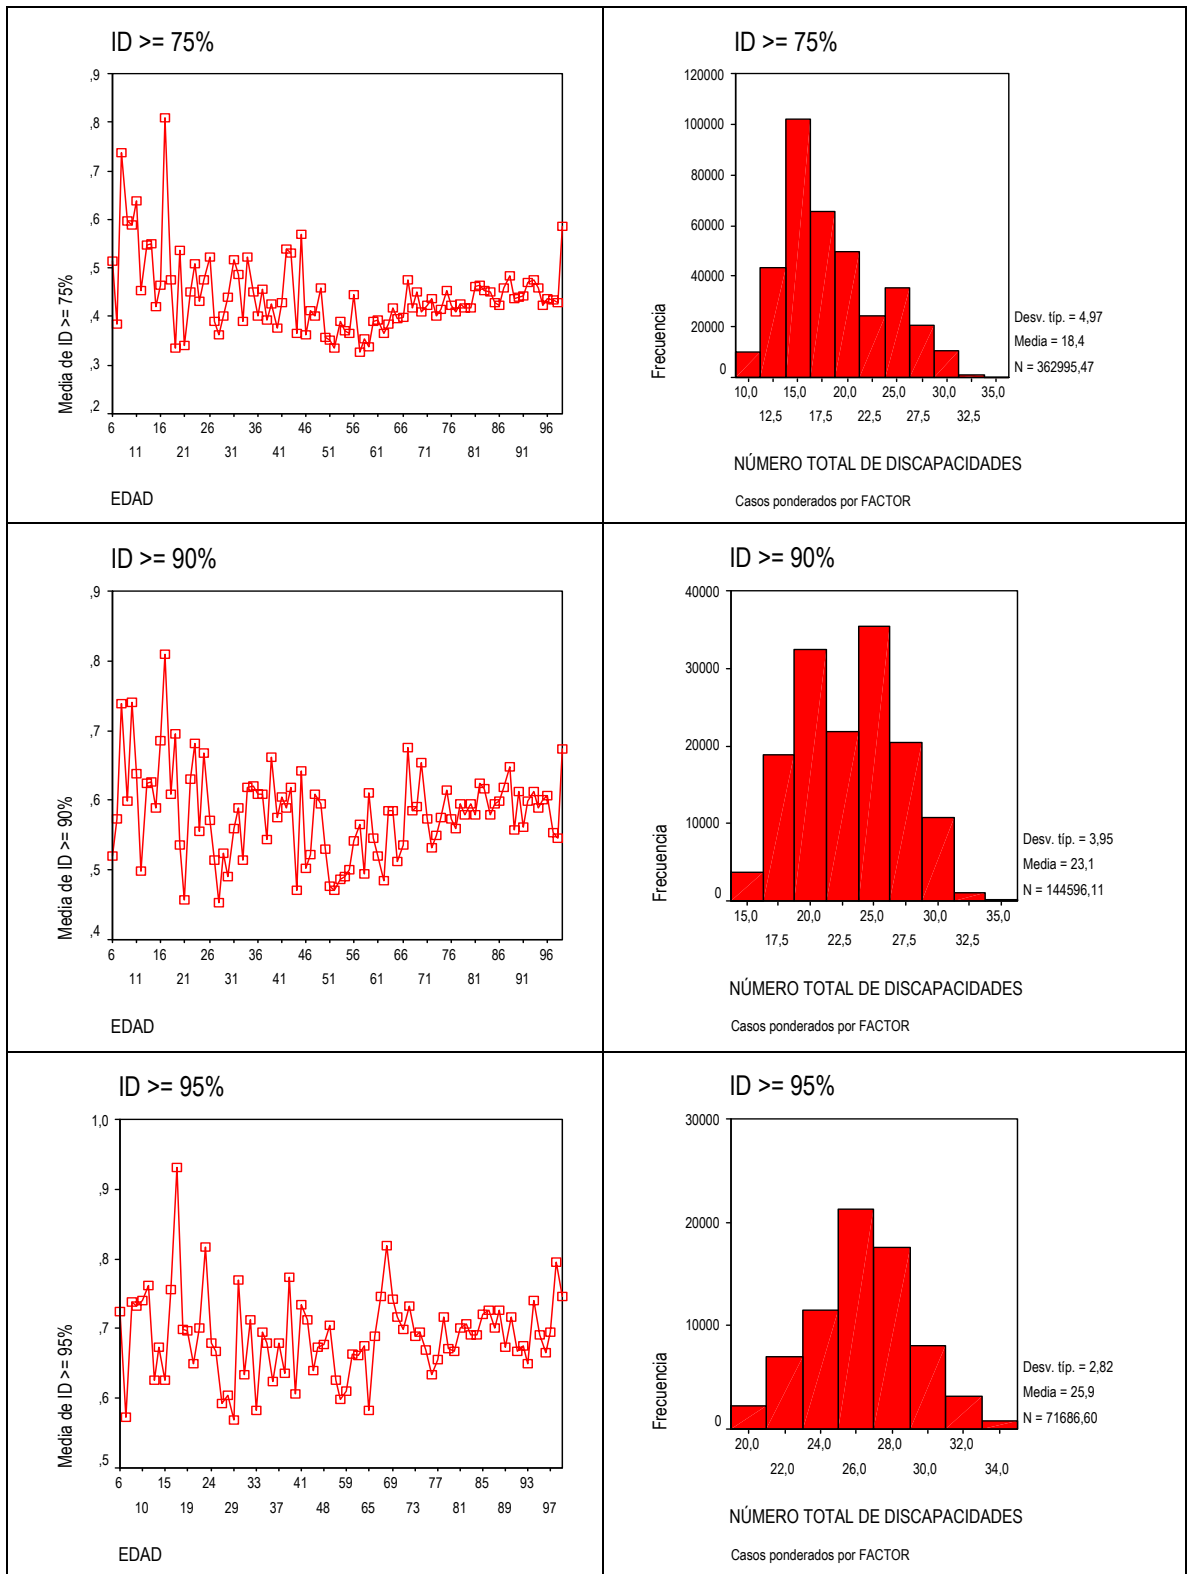 ID >= 75%
,9
,8
,7
,6
,5
,4
,3
,2
Media de ID >= 75%
6 16 26 36 46 56 66 76 86 96
11 21 31 41 51 61 71 81 91
EDAD
ID >= 75%
120000
100000
80000
60000
40000
20000
0
Frecuencia
10,0 15,0 20,0 25,0 30,0 35,0
12,5 17,5 22,5 27,5 32,5
Desv. típ. = 4,97
Media = 18,4
N = 362995,47
NÚMERO TOTAL DE DISCAPACIDADES
Casos ponderados por FACTOR
ID >= 90%
,9
,8
,7
,6
,5
,4
Media de ID >= 90%
6 16 26 36 46 56 66 76 86 96
11 21 31 41 51 61 71 81 91
EDAD
ID >= 90%
40000
30000
20000
10000
0
Frecuencia
15,0 20,0 25,0 30,0 35,0
17,5 22,5 27,5 32,5
Desv. típ. = 3,95
Media = 23,1
N = 144596,11
NÚMERO TOTAL DE DISCAPACIDADES
Casos ponderados por FACTOR
ID >= 95%
1,0
,9
,8
,7
,6
,5
Media de ID >= 95%
6 15 24 33 41 59 69 77 85 93
10 19 29 37 48 65 73 81 89 97
EDAD
ID >= 95%
30000
20000
10000
0
Frecuencia
20,0 24,0 28,0 32,0
22,0 26,0 30,0 34,0
Desv. típ. = 2,82
Media = 25,9
N = 71686,60
NÚMERO TOTAL DE DISCAPACIDADES
Casos ponderados por FACTOR